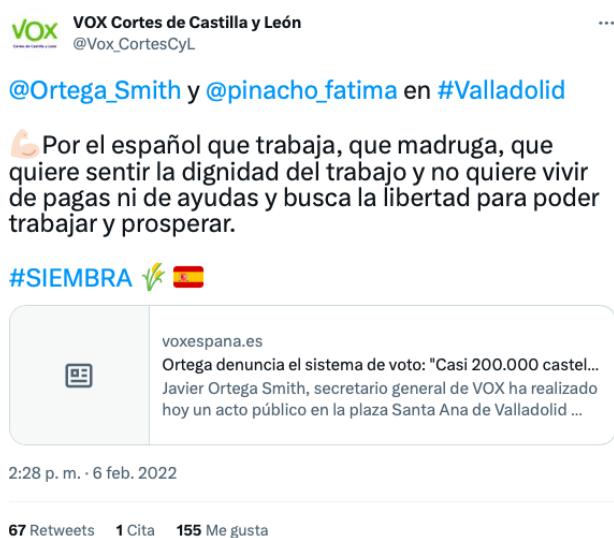 VOX
Cortes de Castilla y León
VOX Cortes de Castilla y León
@Vox_CortesCyL
...
@Ortega_Smith y @pinacho_fatima en #Valladolid
💪🏻Por el español que trabaja, que madruga, que
quiere sentir la dignidad del trabajo y no quiere vivir
de pagas ni de ayudas y busca la libertad para poder
trabajar y prosperar.
#SIEMBRA 🌾 🇪🇸
voxespana.es
Ortega denuncia el sistema de voto: "Casi 200.000 castel...
Javier Ortega Smith, secretario general de VOX ha realizado
hoy un acto público en la plaza Santa Ana de Valladolid ...
2:28 p. m. · 6 feb. 2022
67 Retweets 1 Cita 155 Me gusta